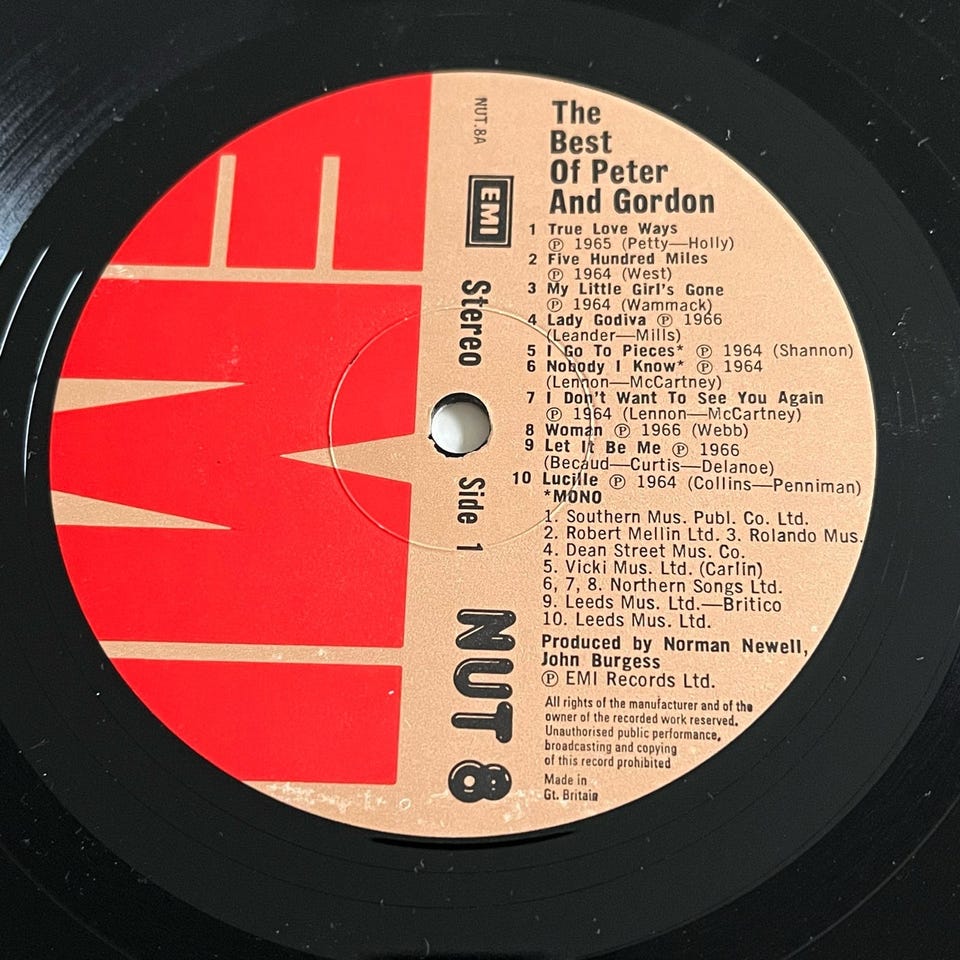 The
Best
Of Peter
And Gordon
1 True Love Ways
Ⓟ 1965 (Petty—Holly)
2 Five Hundred Miles
Ⓟ 1964 (West)
3 My Little Girl's Gone
Ⓟ 1964 (Wammack)
4 Lady Godiva Ⓟ 1966
(Leander—Mills)
5 I Go To Pieces* Ⓟ 1964 (Shannon)
6 Nobody I Know* Ⓟ 1964
(Lennon—McCartney)
7 I Don't Want To See You Again
Ⓟ 1964 (Lennon—McCartney)
8 Woman Ⓟ 1966 (Webb)
9 Let It Be Me Ⓟ 1966
(Becaud—Curtis—Delanoe)
10 Lucille Ⓟ 1964 (Collins—Penniman)
*MONO
1. Southern Mus. Publ. Co. Ltd.
2. Robert Mellin Ltd. 3. Rolando Mus.
4. Dean Street Mus. Co.
5. Vicki Mus. Ltd. (Carlin)
6, 7, 8. Northern Songs Ltd.
9. Leeds Mus. Ltd.—Britico
10. Leeds Mus. Ltd.
Produced by Norman Newell,
John Burgess
Ⓟ EMI Records Ltd.
All rights of the manufacturer and of the
owner of the recorded work reserved.
Unauthorised public performance,
broadcasting and copying
of this record prohibited
Made in
Gt. Britain
NUT.8A
EMI
Stereo
Side 1
NUT 8
EMI